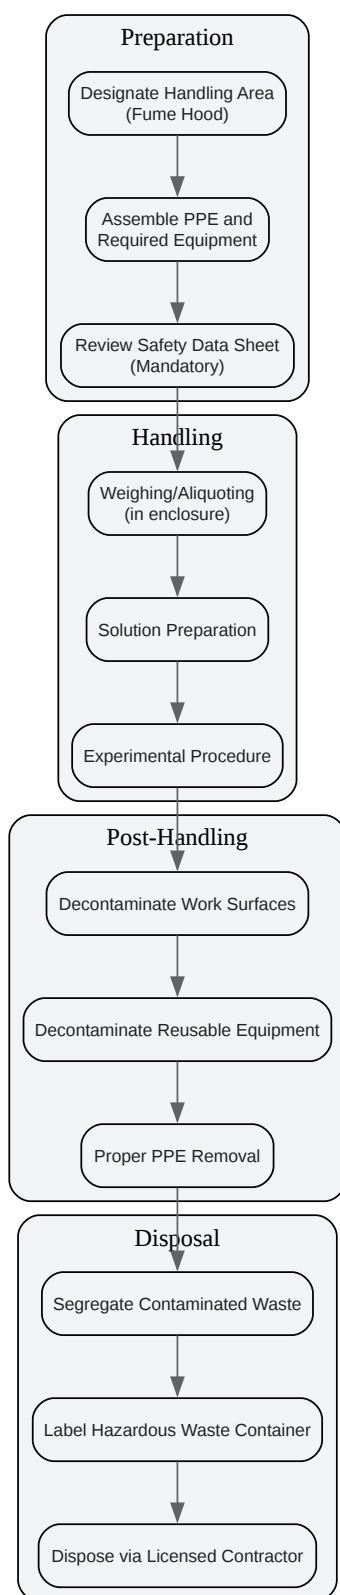 Preparation
Designate Handling Area
(Fume Hood)
Assemble PPE and
Required Equipment
Review Safety Data Sheet
(Mandatory)
Handling
Weighing/Aliquoting
(in enclosure)
Solution Preparation
Experimental Procedure
Post-Handling
Decontaminate Work Surfaces
Decontaminate Reusable Equipment
Proper PPE Removal
Disposal
Segregate Contaminated Waste
Label Hazardous Waste Container
Dispose via Licensed Contractor